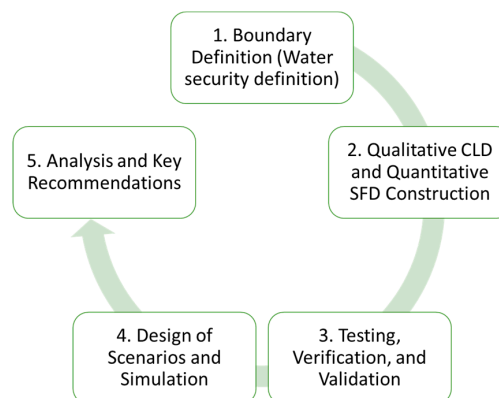 1. Boundary
Definition (Water
security definition)
2. Qualitative CLD
and Quantitative
SFD Construction
3. Testing,
Verification, and
Validation
4. Design of
Scenarios and
Simulation
5. Analysis and Key
Recommendations